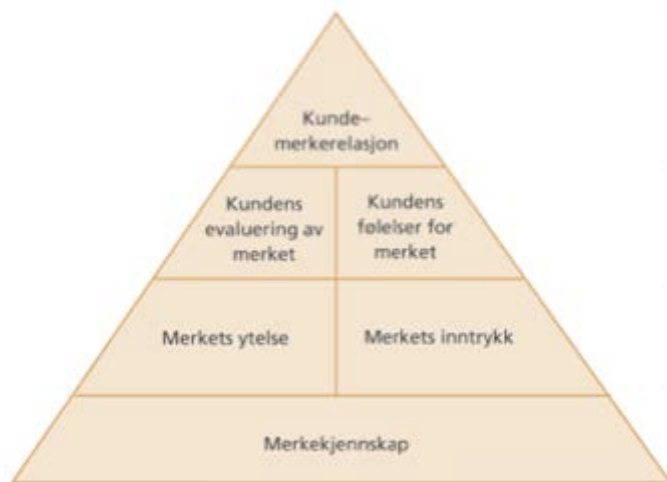 Kunde–
merkerelasjon
Kundens
evaluering av
merket
Kundens
følelser for
merket
Merkets ytelse
Merkets inntrykk
Merkekjennskap